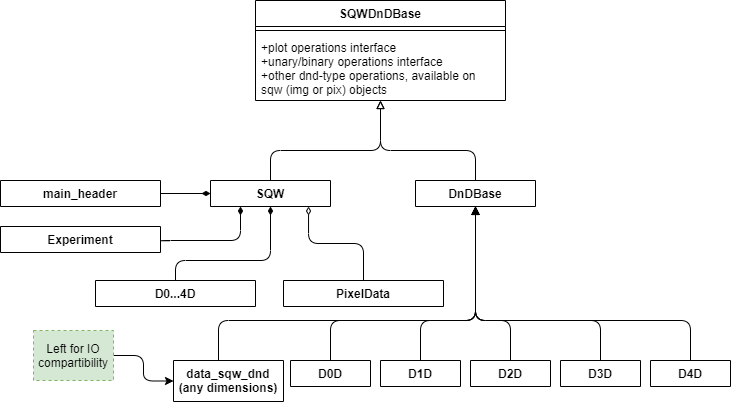 SQWDnDBase
+plot operations interface
+unary/binary operations interface
+other dnd-type operations, available on
sqw (img or pix) objects
main_header
SQW
DnDBase
Experiment
D0...4D
PixelData
Left for IO
compartibility
data_sqw_dnd
(any dimensions)
D0D
D1D
D2D
D3D
D4D